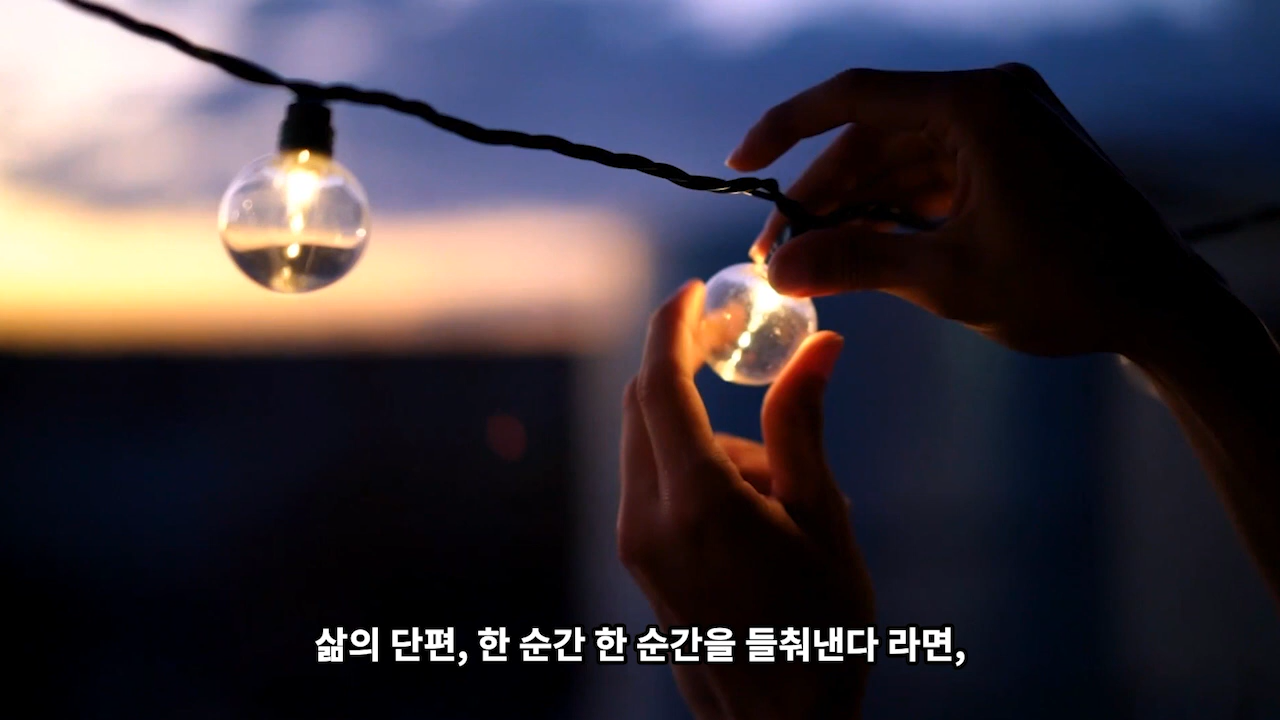 삶의 단편, 한 순간 한 순간을 들춰낸다 라면,